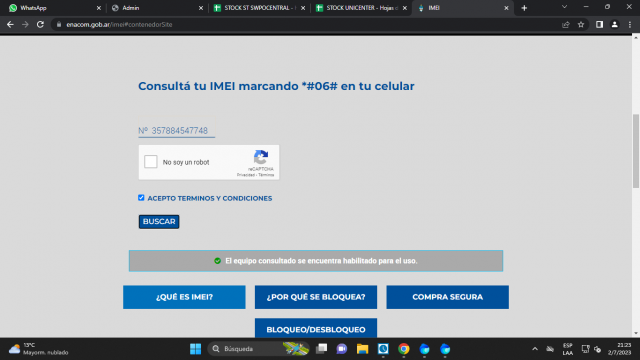 WhatsApp
Admin
STOCK ST SWPOCENTRAL - H
STOCK UNICENTER - Hojas d
IMEI
enacom.gob.ar/imei#contenedorSite
Consultá tu IMEI marcando *#06# en tu celular
Nº 357884547748
No soy un robot
reCAPTCHA
Privacidad - Términos
ACEPTO TERMINOS Y CONDICIONES
BUSCAR
El equipo consultado se encuentra habilitado para el uso.
¿QUÉ ES IMEI?
¿POR QUÉ SE BLOQUEA?
COMPRA SEGURA
BLOQUEO/DESBLOQUEO
13°C
Mayorm. nublado
Búsqueda
ESP
LAA
21:23